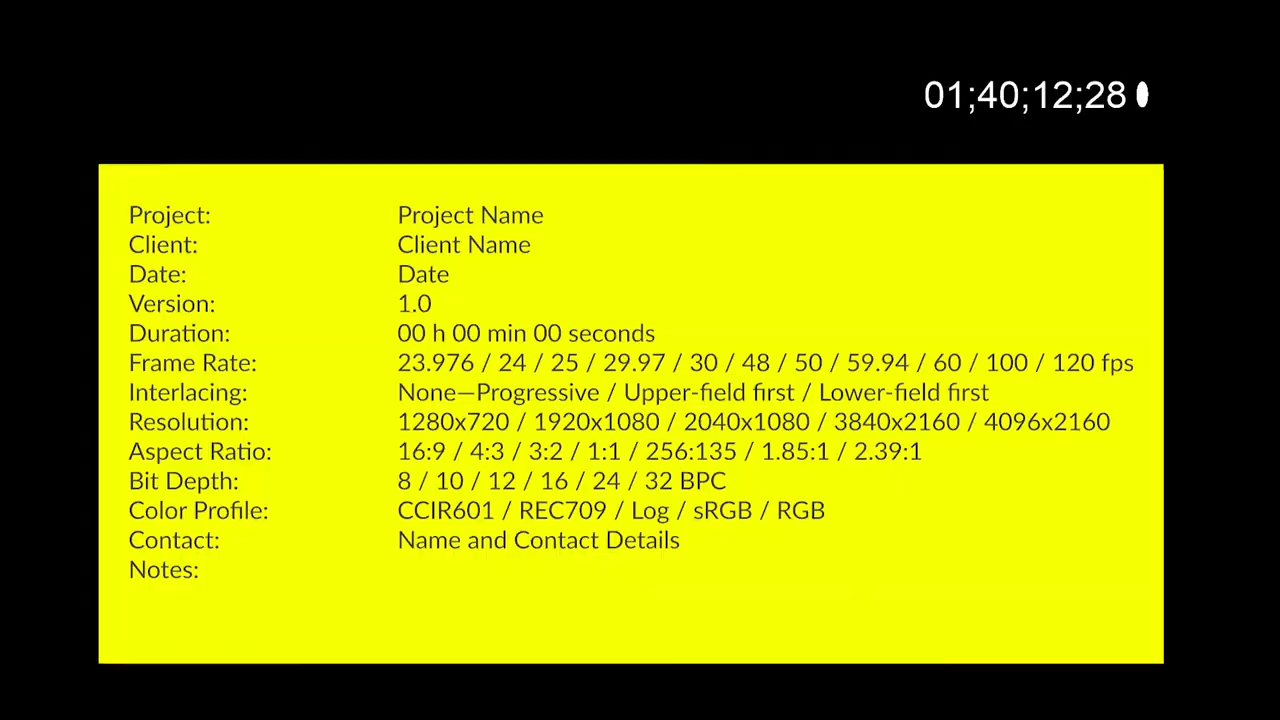 01;40;12;28
Project: Project Name
Client: Client Name
Date: Date
Version: 1.0
Duration: 00 h 00 min 00 seconds
Frame Rate: 23.976 / 24 / 25 / 29.97 / 30 / 48 / 50 / 59.94 / 60 / 100 / 120 fps
Interlacing: None—Progressive / Upper-field first / Lower-field first
Resolution: 1280x720 / 1920x1080 / 2040x1080 / 3840x2160 / 4096x2160
Aspect Ratio: 16:9 / 4:3 / 3:2 / 1:1 / 256:135 / 1.85:1 / 2.39:1
Bit Depth: 8 / 10 / 12 / 16 / 24 / 32 BPC
Color Profile: CCIR601 / REC709 / Log / sRGB / RGB
Contact: Name and Contact Details
Notes: